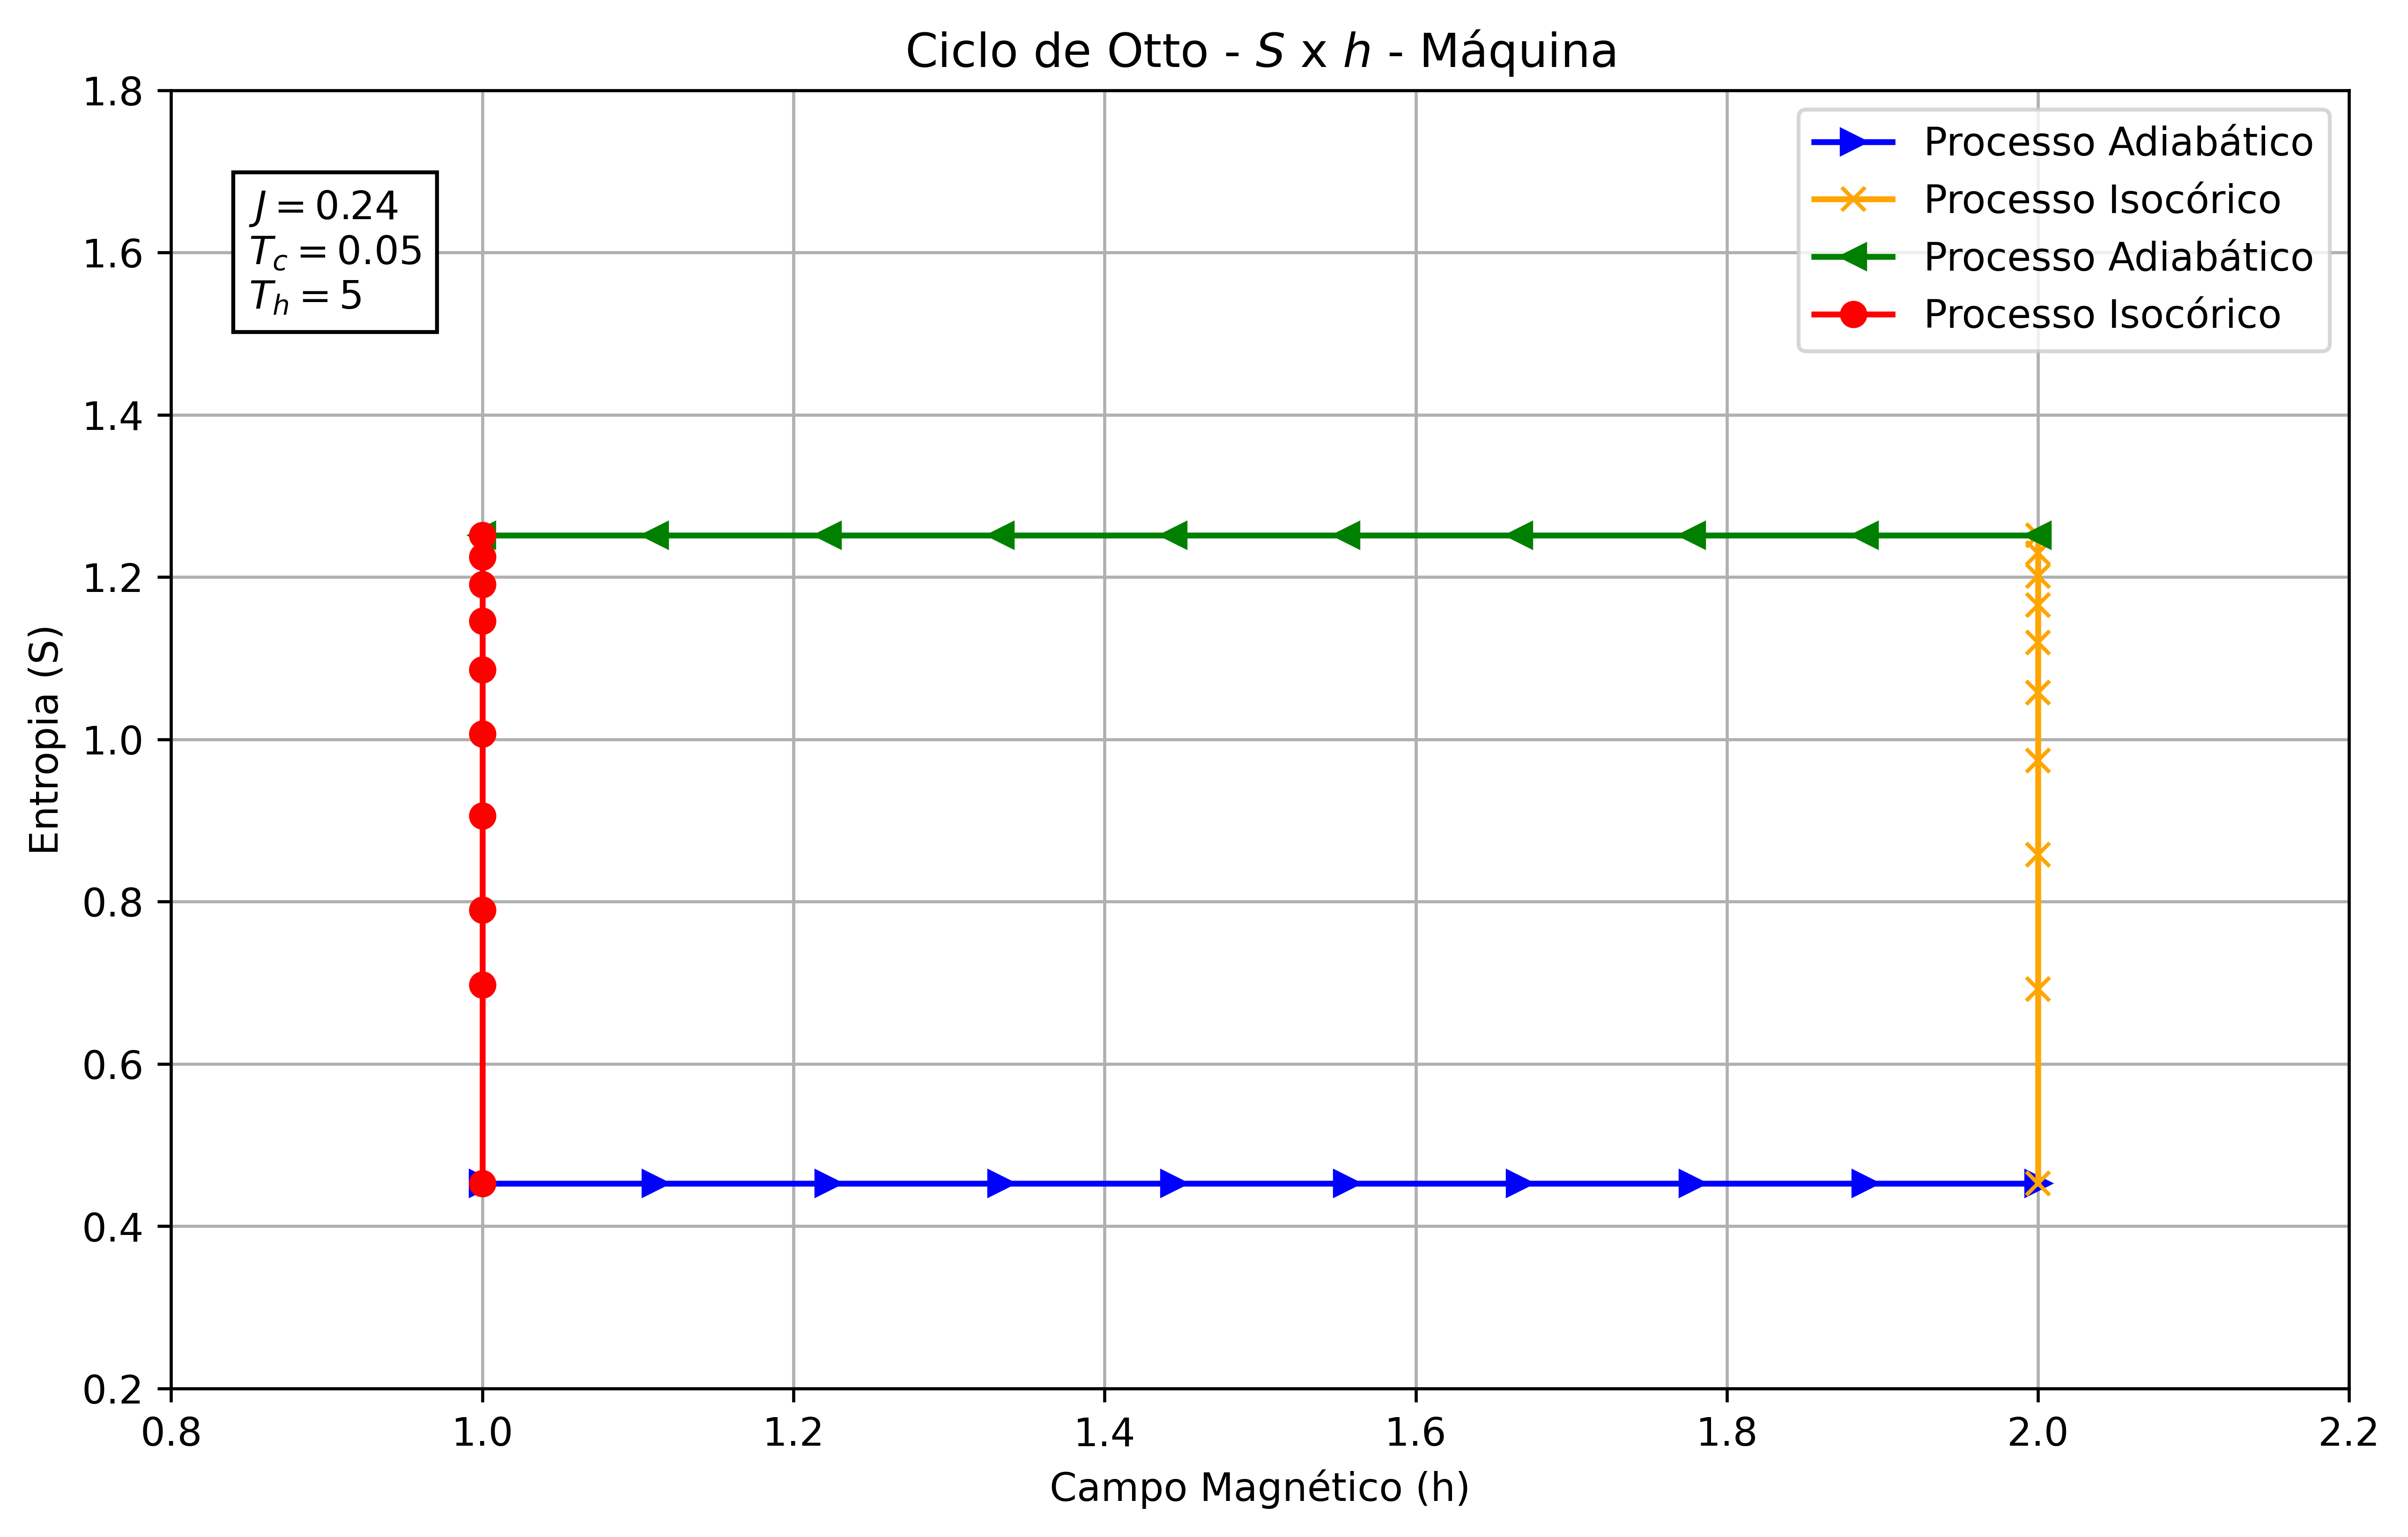 Ciclo de Otto - S x h - Máquina
J = 0.24
T_c = 0.05
T_h = 5
Processo Adiabático
Processo Isocórico
Processo Adiabático
Processo Isocórico
Entropia (S)
1.8
1.6
1.4
1.2
1.0
0.8
0.6
0.4
0.2
0.8 1.0 1.2 1.4 1.6 1.8 2.0 2.2
Campo Magnético (h)